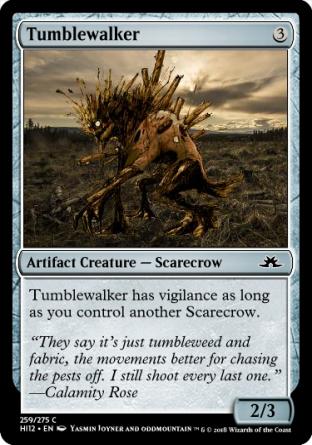 Tumblewalker 3
Artifact Creature — Scarecrow
Tumblewalker has vigilance as long
as you control another Scarecrow.
“They say it's just tumbleweed and
fabric, the movements better for chasing
the pests off. I still shoot every last one.”
—Calamity Rose
2/3
259/275 C
HI12 • EN YASMIN JOYNER AND ODDMOUNTAIN ™ & © 2018 Wizards of the Coast